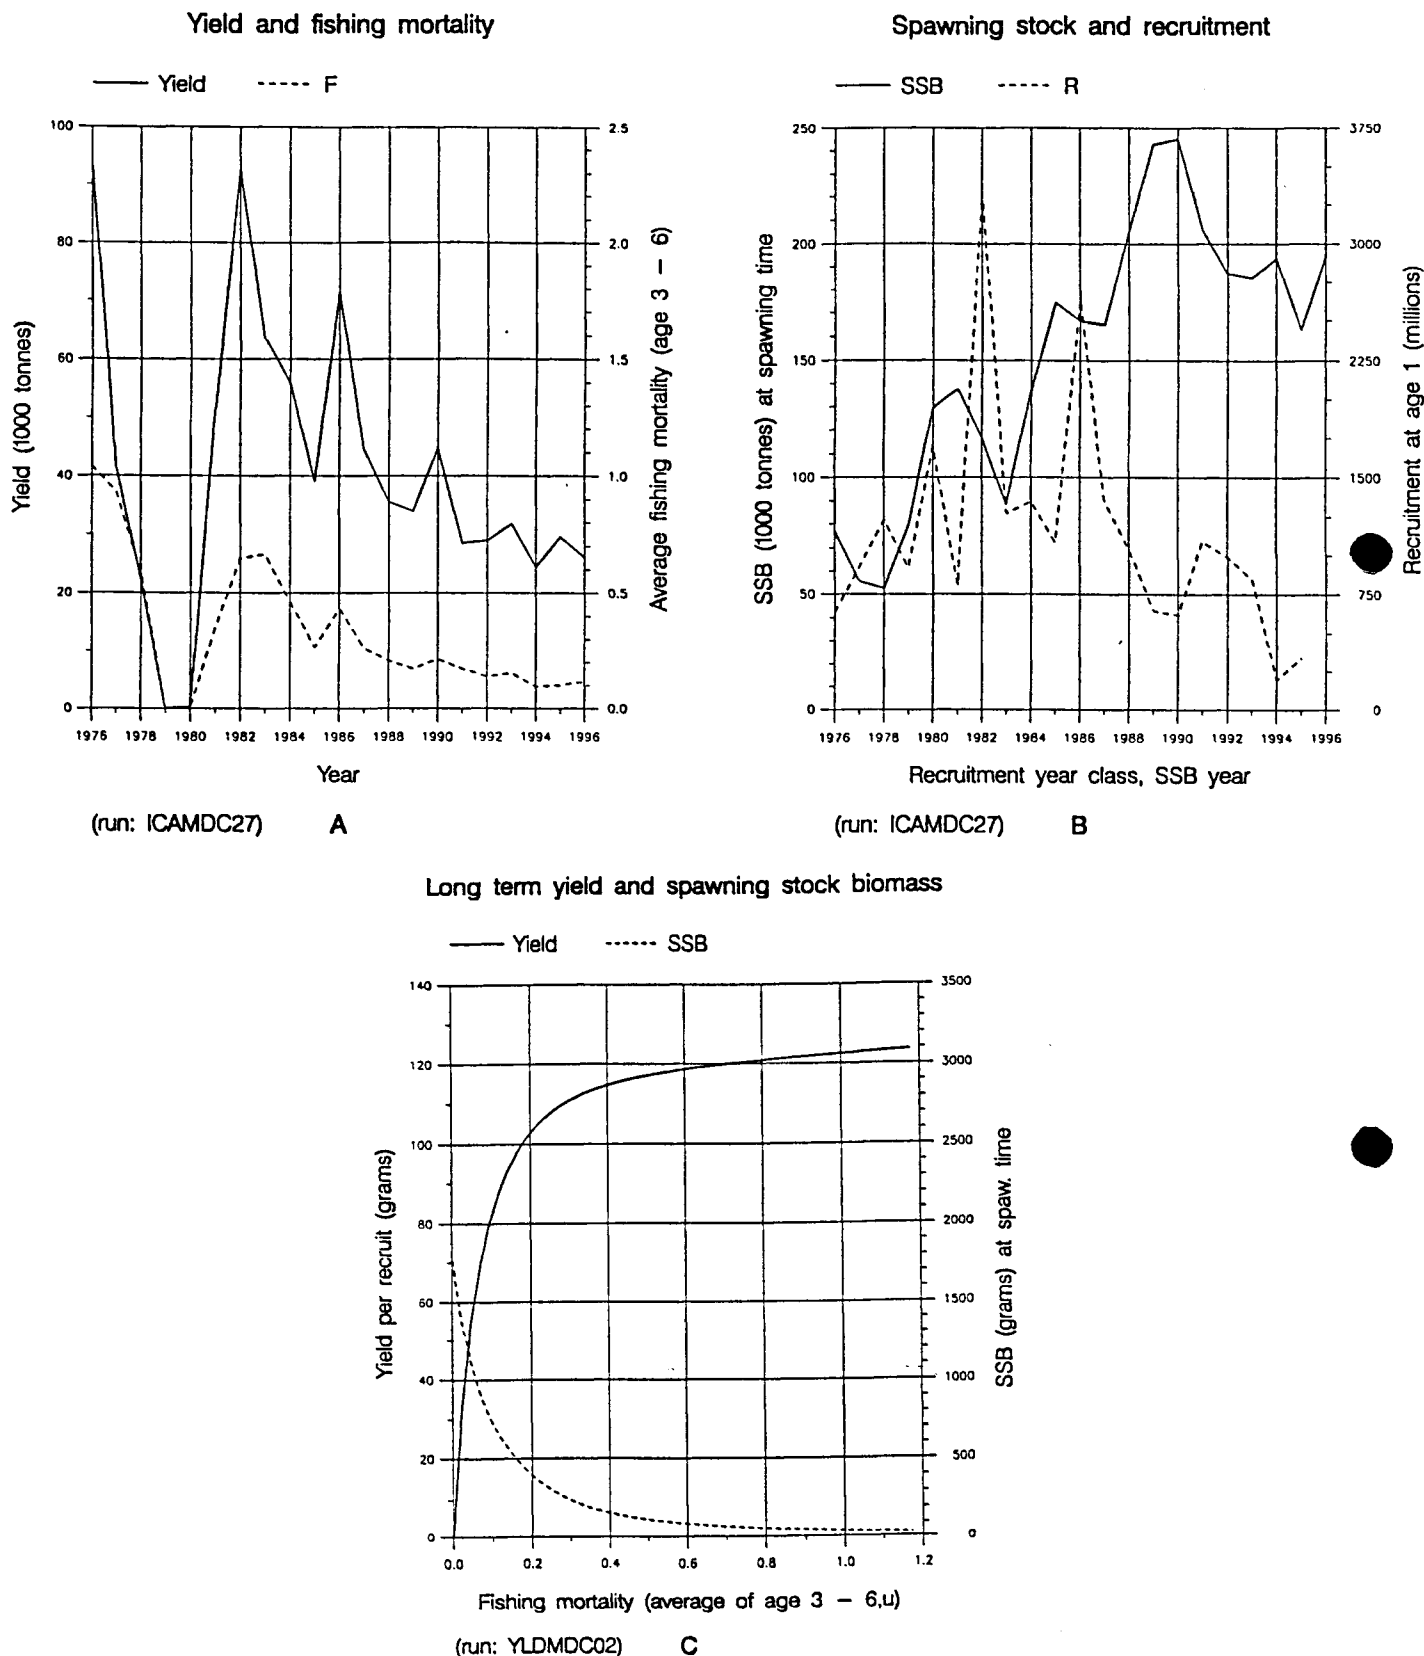 Yield and fishing mortality
Yield F
100
80
60
40
20
0
2.5
2.0
1.5
1.0
0.5
0.0
Yield (1000 tonnes)
Average fishing mortality (age 3 – 6)
1976 1978 1980 1982 1984 1986 1988 1990 1992 1994 1996
Year
(run: ICAMDC27) A
Spawning stock and recruitment
SSB R
250
200
150
100
50
0
3750
3000
2250
1500
750
0
SSB (1000 tonnes) at spawning time
Recruitment at age 1 (millions)
1976 1978 1980 1982 1984 1986 1988 1990 1992 1994 1996
Recruitment year class, SSB year
(run: ICAMDC27) B
Long term yield and spawning stock biomass
Yield SSB
140
120
100
80
60
40
20
0
3500
3000
2500
2000
1500
1000
500
0
Yield per recruit (grams)
SSB (grams) at spaw. time
0.0 0.2 0.4 0.6 0.8 1.0 1.2
Fishing mortality (average of age 3 – 6,u)
(run: YLDMDC02) C